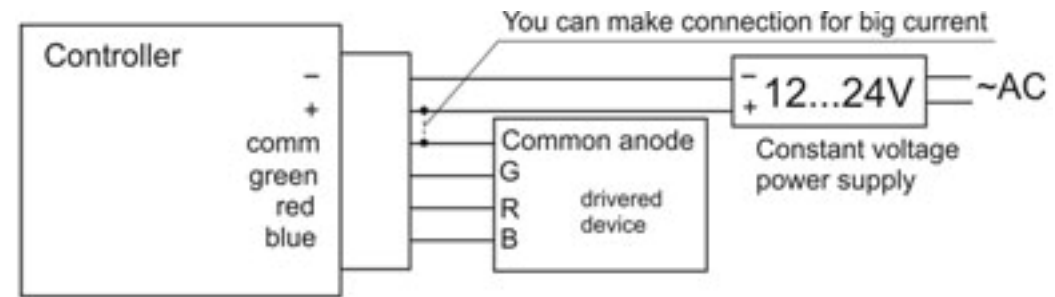 You can make connection for big current
Controller
–
+
comm
green
red
blue
– 
+
12...24V
~AC
Constant voltage
power supply
Common anode
G
R
B
drivered
device